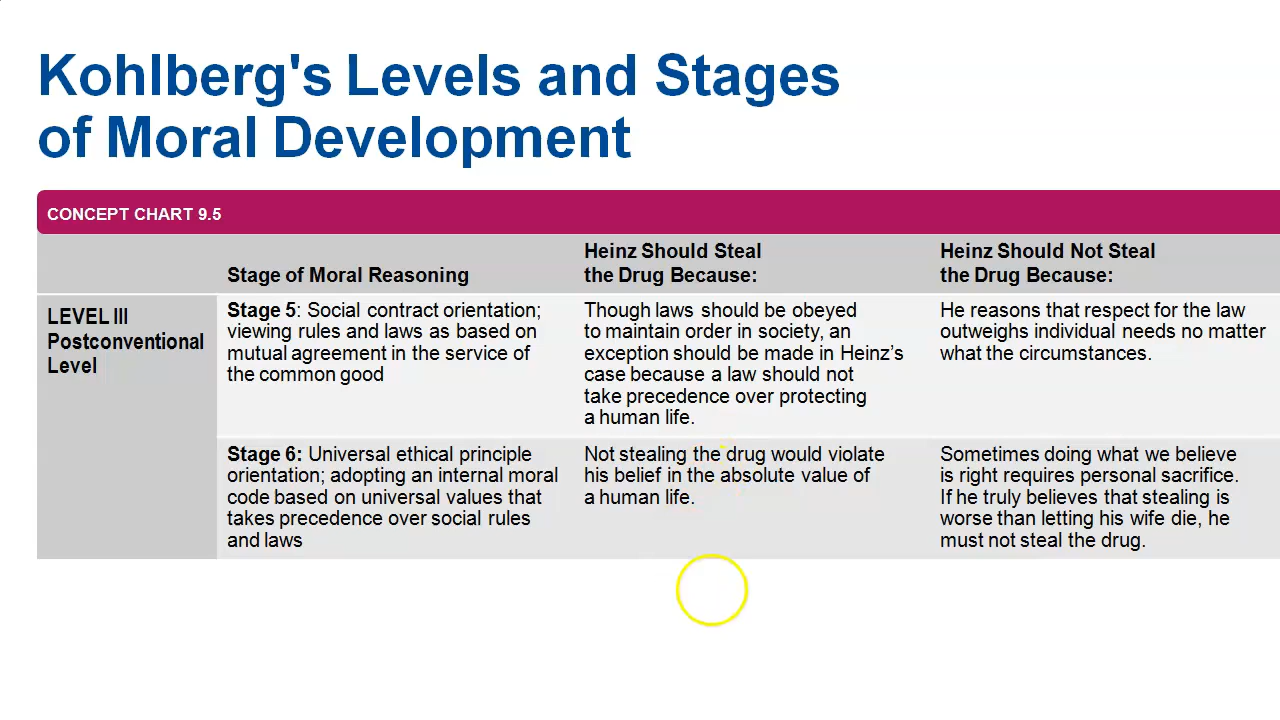 Kohlberg's Levels and Stages
of Moral Development
CONCEPT CHART 9.5
Stage of Moral Reasoning
Heinz Should Steal
the Drug Because:
Heinz Should Not Steal
the Drug Because:
LEVEL III
Postconventional
Level
Stage 5: Social contract orientation;
viewing rules and laws as based on
mutual agreement in the service of
the common good
Though laws should be obeyed
to maintain order in society, an
exception should be made in Heinz’s
case because a law should not
take precedence over protecting
a human life.
He reasons that respect for the law
outweighs individual needs no matter
what the circumstances.
Stage 6: Universal ethical principle
orientation; adopting an internal moral
code based on universal values that
takes precedence over social rules
and laws
Not stealing the drug would violate
his belief in the absolute value of
a human life.
Sometimes doing what we believe
is right requires personal sacrifice.
If he truly believes that stealing is
worse than letting his wife die, he
must not steal the drug.